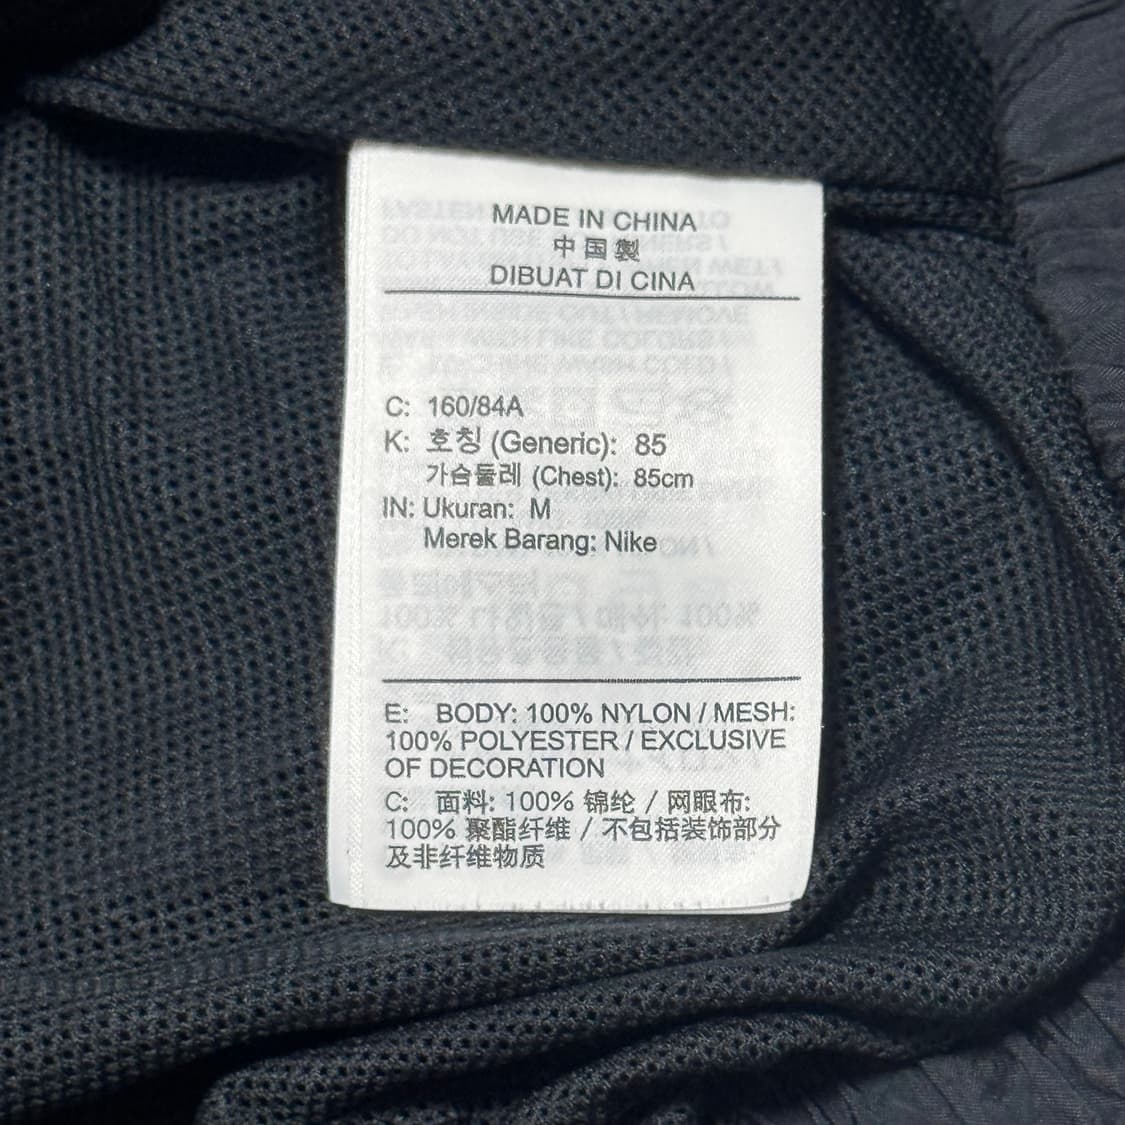 MADE IN CHINA
中国製
DIBUAT DI CINA
C: 160/84A
K: 호칭 (Generic): 85
가슴둘레 (Chest): 85cm
IN: Ukuran: M
Merek Barang: Nike
E: BODY: 100% NYLON / MESH:
100% POLYESTER / EXCLUSIVE
OF DECORATION
C: 面料: 100% 锦纶 / 网眼布:
100% 聚酯纤维 / 不包括装饰部分
及非纤维物质